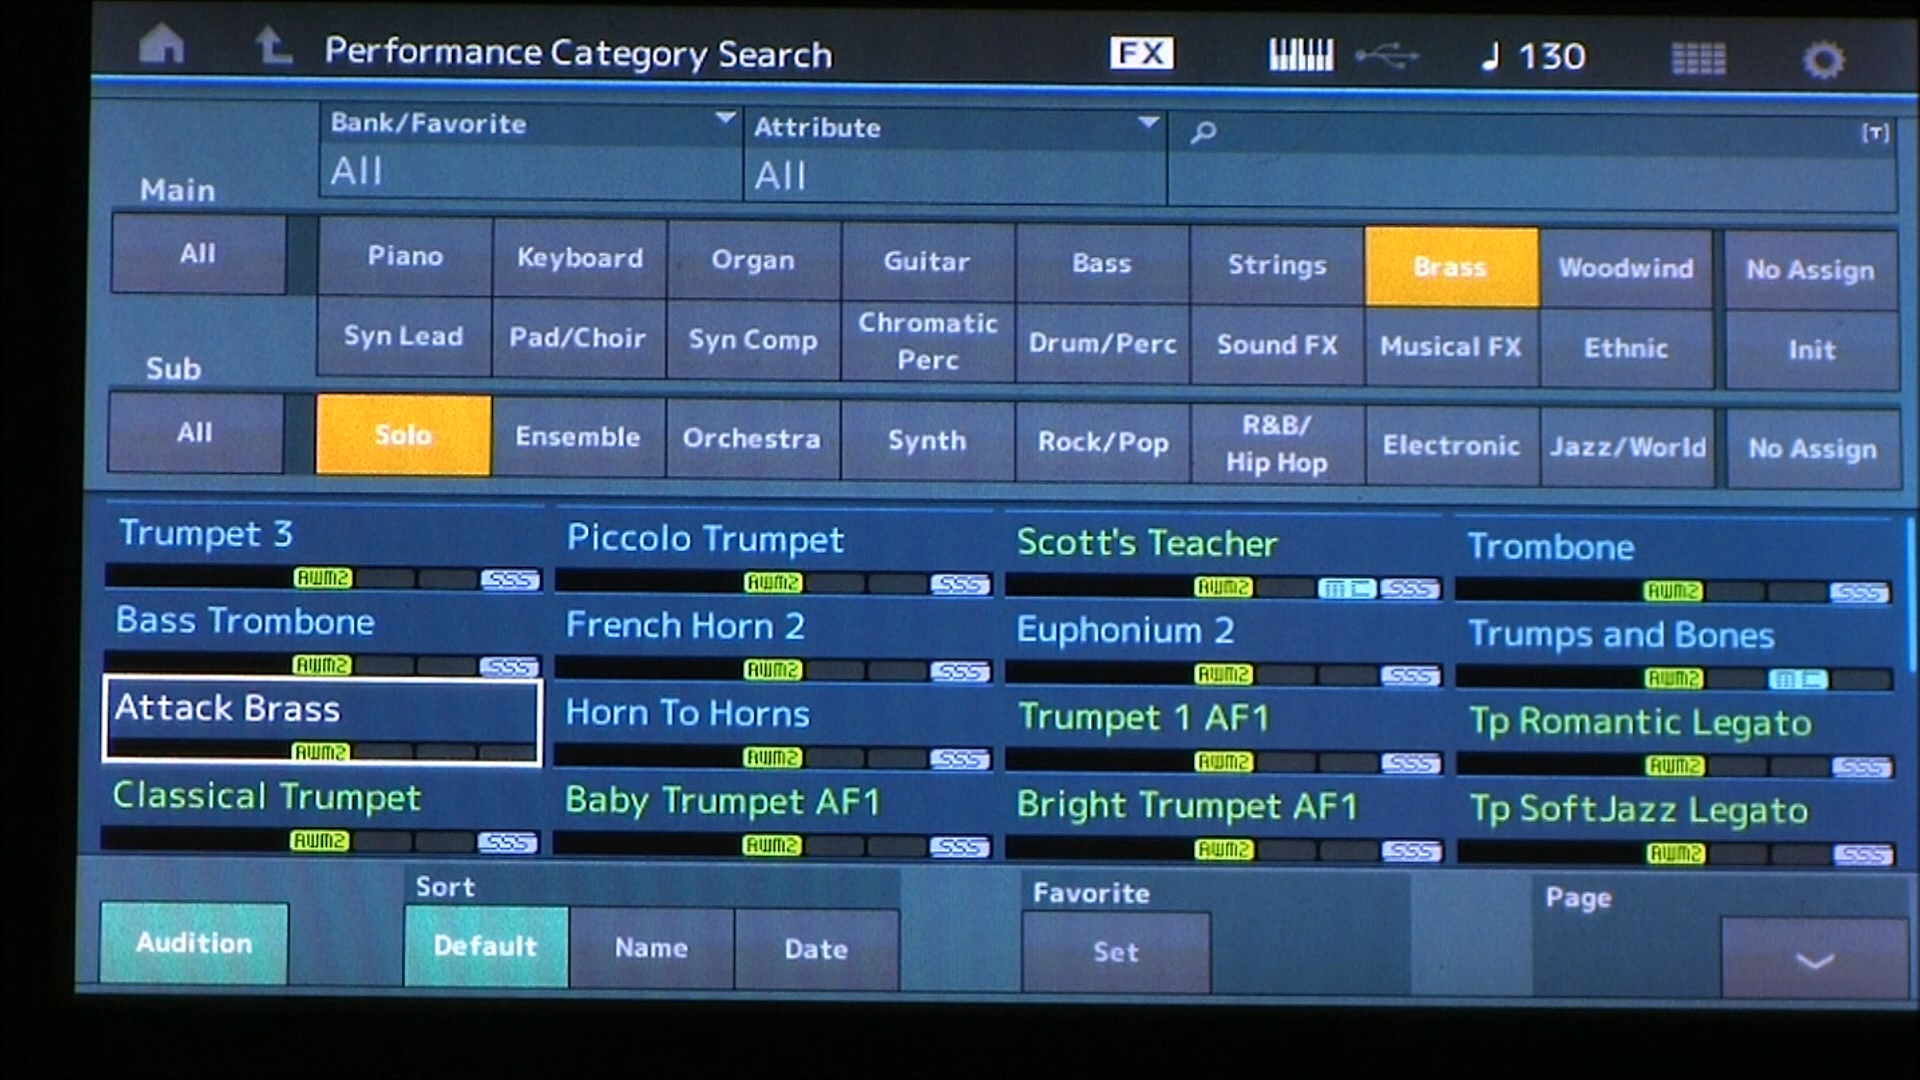 Performance Category Search FX 130
Bank/Favorite Attribute [T]
All All
Main
All Piano Keyboard Organ Guitar Bass Strings Brass Woodwind No Assign
Syn Lead Pad/Choir Syn Comp Chromatic Perc Drum/Perc Sound FX Musical FX Ethnic Init
Sub
All Solo Ensemble Orchestra Synth Rock/Pop R&B/ Hip Hop Electronic Jazz/World No Assign
Trumpet 3 Piccolo Trumpet Scott's Teacher Trombone
AWM2 SSS AWM2 SSS AWM2 MC SSS AWM2 SSS
Bass Trombone French Horn 2 Euphonium 2 Trumps and Bones
AWM2 SSS AWM2 SSS AWM2 SSS AWM2 MC
Attack Brass Horn To Horns Trumpet 1 AF1 Tp Romantic Legato
AWM2 AWM2 SSS AWM2 SSS AWM2 SSS
Classical Trumpet Baby Trumpet AF1 Bright Trumpet AF1 Tp SoftJazz Legato
AWM2 SSS AWM2 SSS AWM2 SSS AWM2 SSS
Sort Favorite Page
Audition Default Name Date Set